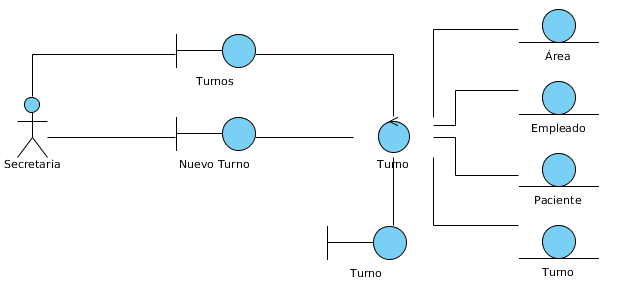 Área
Turnos
Empleado
Secretaria
Nuevo Turno
Turno
Paciente
Turno
Turno